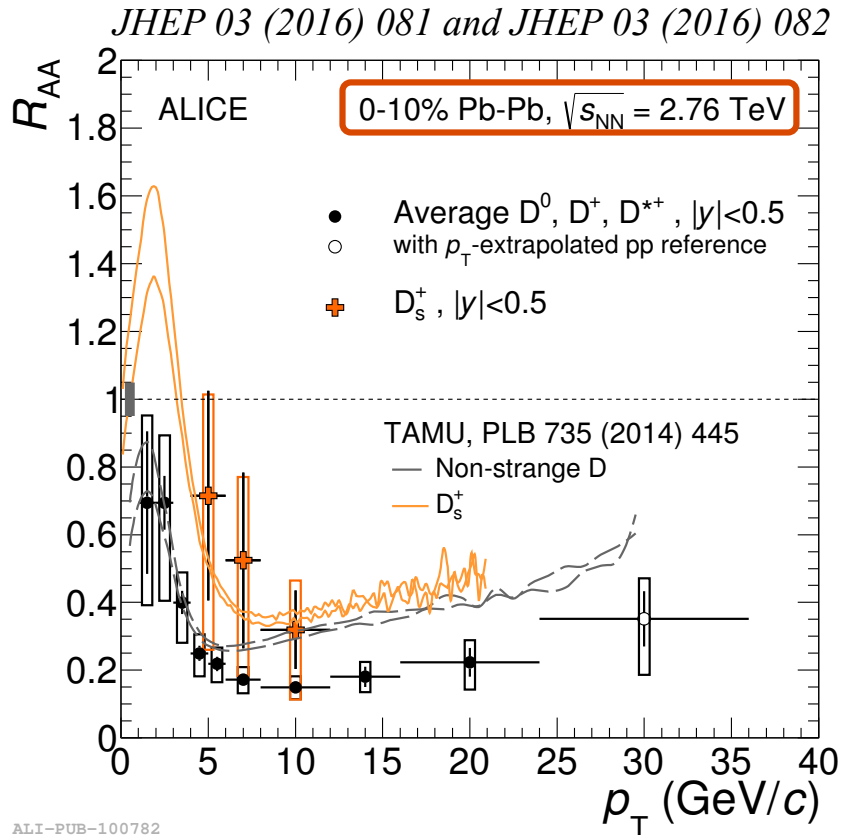 JHEP 03 (2016) 081 and JHEP 03 (2016) 082
R_AA
2
1.8
1.6
1.4
1.2
1
0.8
0.6
0.4
0.2
0
ALICE
0-10% Pb-Pb, √s_NN = 2.76 TeV
Average D⁰, D⁺, D*⁺ , |y|<0.5
with p_T-extrapolated pp reference
D_s⁺ , |y|<0.5
TAMU, PLB 735 (2014) 445
Non-strange D
D_s⁺
0 5 10 15 20 25 30 35 40
p_T (GeV/c)
ALI-PUB-100782